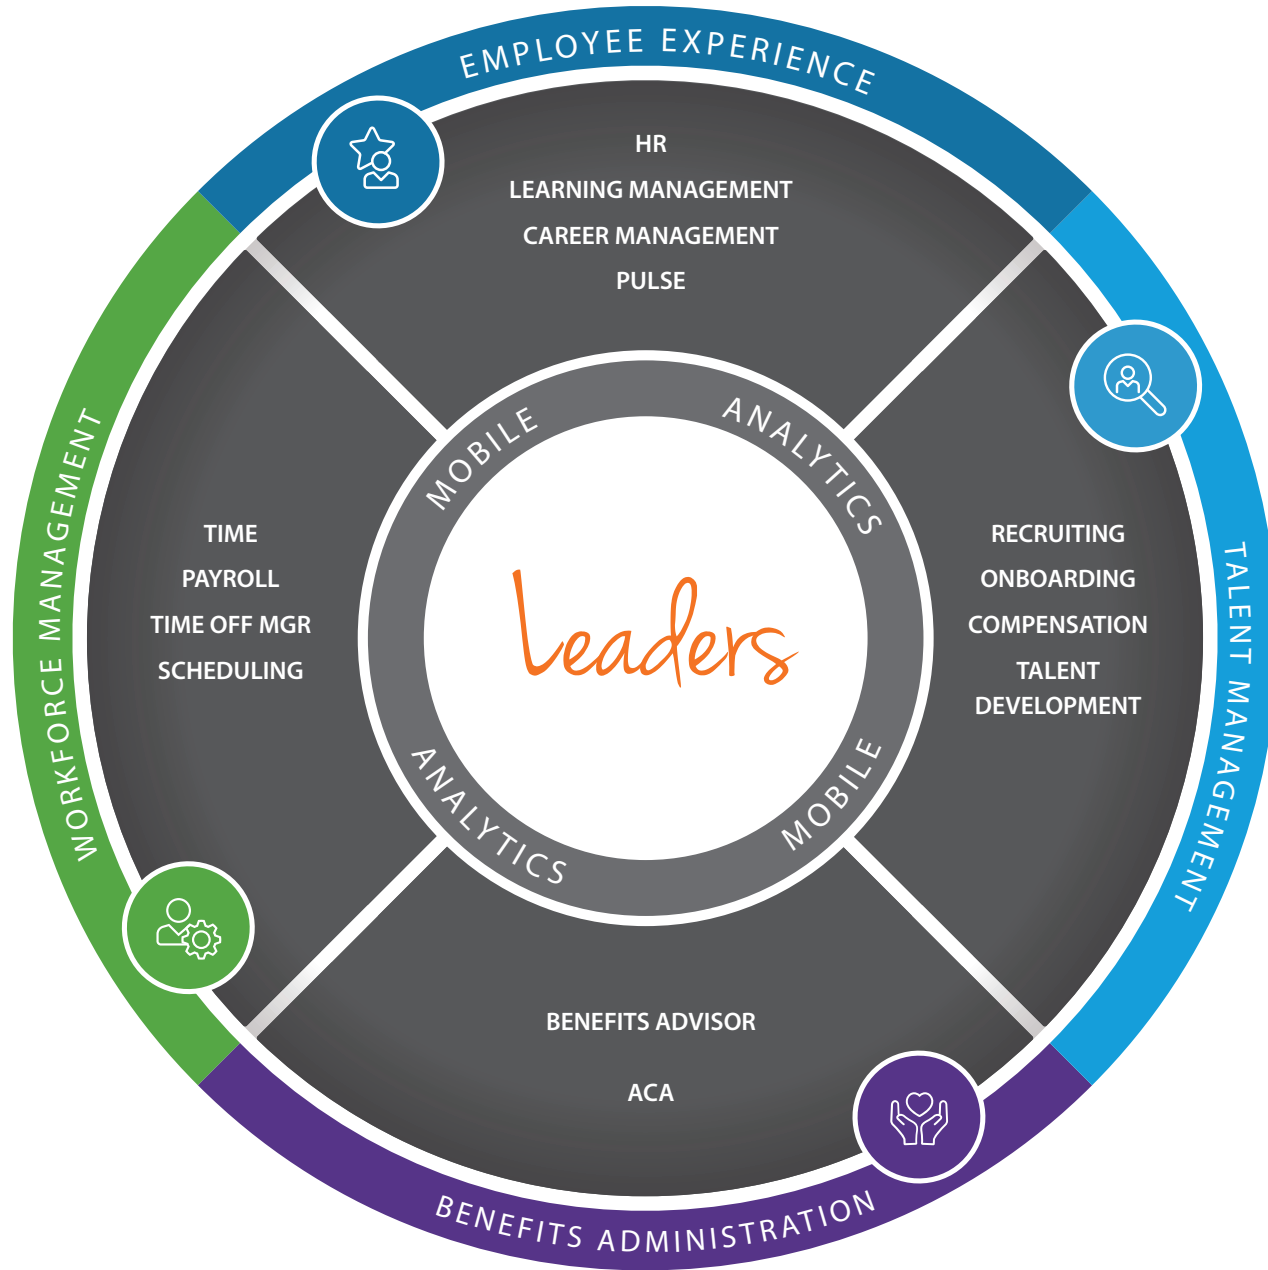 EMPLOYEE EXPERIENCE
HR
LEARNING MANAGEMENT
CAREER MANAGEMENT
PULSE
MOBILE
ANALYTICS
WORKFORCE MANAGEMENT
TIME
PAYROLL
TIME OFF MGR
SCHEDULING
Leaders
RECRUITING
ONBOARDING
COMPENSATION
TALENT
DEVELOPMENT
TALENT MANAGEMENT
ANALYTICS
MOBILE
BENEFITS ADVISOR
ACA
BENEFITS ADMINISTRATION